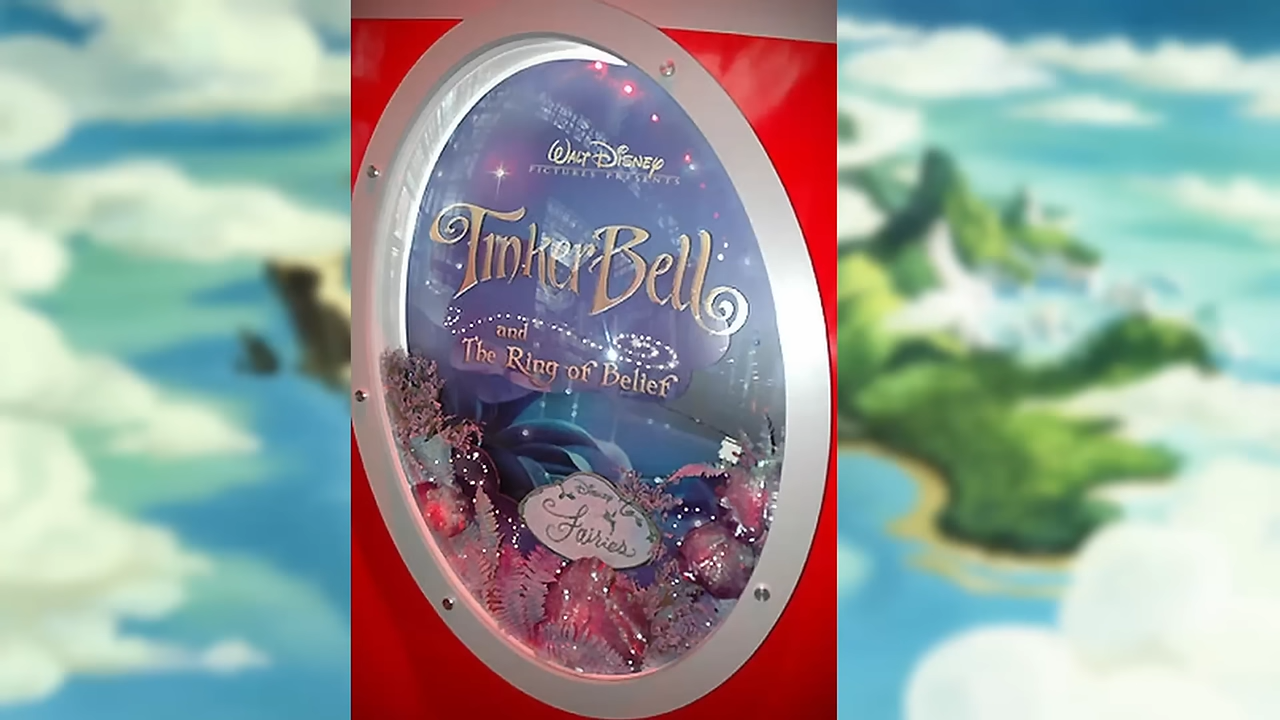 Walt Disney
PICTURES PRESENTS
TinkerBell
and
The Ring of Belief
Disney
Fairies